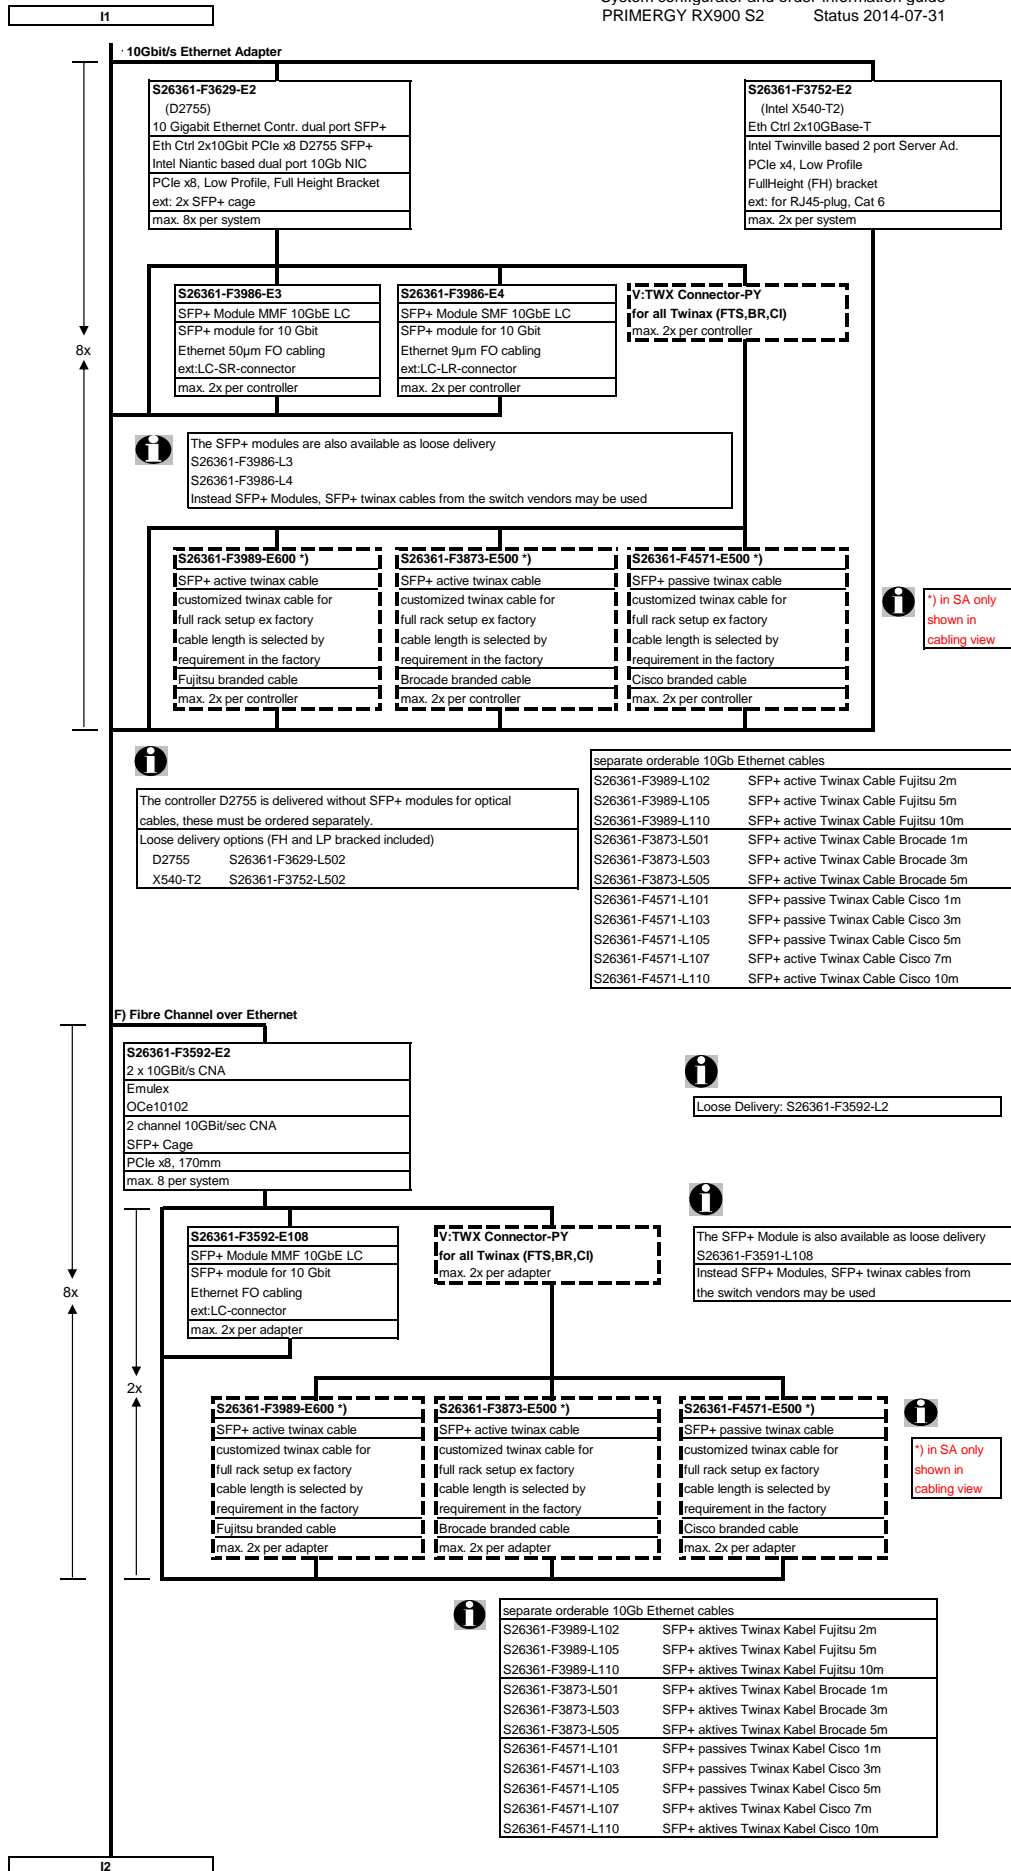 PRIMERGY RX900 S2 Status 2014-07-31
I1
10Gbit/s Ethernet Adapter
S26361-F3629-E2
(D2755)
10 Gigabit Ethernet Contr. dual port SFP+
Eth Ctrl 2x10Gbit PCIe x8 D2755 SFP+
Intel Niantic based dual port 10Gb NIC
PCIe x8, Low Profile, Full Height Bracket
ext: 2x SFP+ cage
max. 8x per system
S26361-F3752-E2
(Intel X540-T2)
Eth Ctrl 2x10GBase-T
Intel Twinville based 2 port Server Ad.
PCIe x4, Low Profile
FullHeight (FH) bracket
ext: for RJ45-plug, Cat 6
max. 2x per system
8x
S26361-F3986-E3
SFP+ Module MMF 10GbE LC
SFP+ module for 10 Gbit
Ethernet 50µm FO cabling
ext:LC-SR-connector
max. 2x per controller
S26361-F3986-E4
SFP+ Module SMF 10GbE LC
SFP+ module for 10 Gbit
Ethernet 9µm FO cabling
ext:LC-LR-connector
max. 2x per controller
V:TWX Connector-PY
for all Twinax (FTS,BR,CI)
max. 2x per controller
The SFP+ modules are also available as loose delivery
S26361-F3986-L3
S26361-F3986-L4
Instead SFP+ Modules, SFP+ twinax cables from the switch vendors may be used
S26361-F3989-E600 *)
SFP+ active twinax cable
customized twinax cable for
full rack setup ex factory
cable length is selected by
requirement in the factory
Fujitsu branded cable
max. 2x per controller
S26361-F3873-E500 *)
SFP+ active twinax cable
customized twinax cable for
full rack setup ex factory
cable length is selected by
requirement in the factory
Brocade branded cable
max. 2x per controller
S26361-F4571-E500 *)
SFP+ passive twinax cable
customized twinax cable for
full rack setup ex factory
cable length is selected by
requirement in the factory
Cisco branded cable
max. 2x per controller
*) in SA only
shown in
cabling view
The controller D2755 is delivered without SFP+ modules for optical
cables, these must be ordered separately.
Loose delivery options (FH and LP bracked included)
D2755 S26361-F3629-L502
X540-T2 S26361-F3752-L502
separate orderable 10Gb Ethernet cables
S26361-F3989-L102 SFP+ active Twinax Cable Fujitsu 2m
S26361-F3989-L105 SFP+ active Twinax Cable Fujitsu 5m
S26361-F3989-L110 SFP+ active Twinax Cable Fujitsu 10m
S26361-F3873-L501 SFP+ active Twinax Cable Brocade 1m
S26361-F3873-L503 SFP+ active Twinax Cable Brocade 3m
S26361-F3873-L505 SFP+ active Twinax Cable Brocade 5m
S26361-F4571-L101 SFP+ passive Twinax Cable Cisco 1m
S26361-F4571-L103 SFP+ passive Twinax Cable Cisco 3m
S26361-F4571-L105 SFP+ passive Twinax Cable Cisco 5m
S26361-F4571-L107 SFP+ active Twinax Cable Cisco 7m
S26361-F4571-L110 SFP+ active Twinax Cable Cisco 10m
F) Fibre Channel over Ethernet
S26361-F3592-E2
2 x 10GBit/s CNA
Emulex
OCe10102
2 channel 10GBit/sec CNA
SFP+ Cage
PCIe x8, 170mm
max. 8 per system
Loose Delivery: S26361-F3592-L2
8x
S26361-F3592-E108
SFP+ Module MMF 10GbE LC
SFP+ module for 10 Gbit
Ethernet FO cabling
ext:LC-connector
max. 2x per adapter
V:TWX Connector-PY
for all Twinax (FTS,BR,CI)
max. 2x per adapter
The SFP+ Module is also available as loose delivery
S26361-F3591-L108
Instead SFP+ Modules, SFP+ twinax cables from
the switch vendors may be used
2x
S26361-F3989-E600 *)
SFP+ active twinax cable
customized twinax cable for
full rack setup ex factory
cable length is selected by
requirement in the factory
Fujitsu branded cable
max. 2x per adapter
S26361-F3873-E500 *)
SFP+ active twinax cable
customized twinax cable for
full rack setup ex factory
cable length is selected by
requirement in the factory
Brocade branded cable
max. 2x per adapter
S26361-F4571-E500 *)
SFP+ passive twinax cable
customized twinax cable for
full rack setup ex factory
cable length is selected by
requirement in the factory
Cisco branded cable
max. 2x per adapter
*) in SA only
shown in
cabling view
separate orderable 10Gb Ethernet cables
S26361-F3989-L102 SFP+ aktives Twinax Kabel Fujitsu 2m
S26361-F3989-L105 SFP+ aktives Twinax Kabel Fujitsu 5m
S26361-F3989-L110 SFP+ aktives Twinax Kabel Fujitsu 10m
S26361-F3873-L501 SFP+ aktives Twinax Kabel Brocade 1m
S26361-F3873-L503 SFP+ aktives Twinax Kabel Brocade 3m
S26361-F3873-L505 SFP+ aktives Twinax Kabel Brocade 5m
S26361-F4571-L101 SFP+ passives Twinax Kabel Cisco 1m
S26361-F4571-L103 SFP+ passives Twinax Kabel Cisco 3m
S26361-F4571-L105 SFP+ passives Twinax Kabel Cisco 5m
S26361-F4571-L107 SFP+ aktives Twinax Kabel Cisco 7m
S26361-F4571-L110 SFP+ aktives Twinax Kabel Cisco 10m
I2